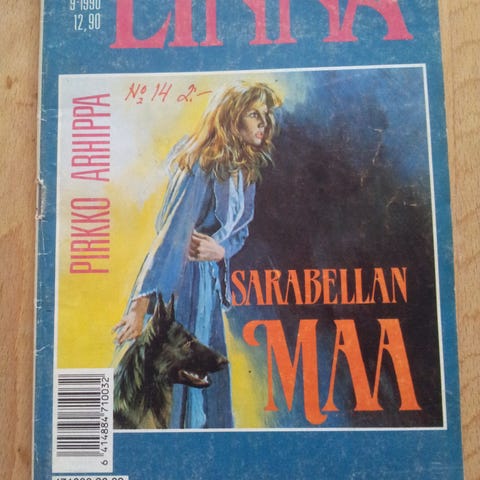 9·1990
12,90
LINNA
Nº 14 2:-
PIRKKO ARHIPPA
SARABELLAN
MAA
6 414884 710032